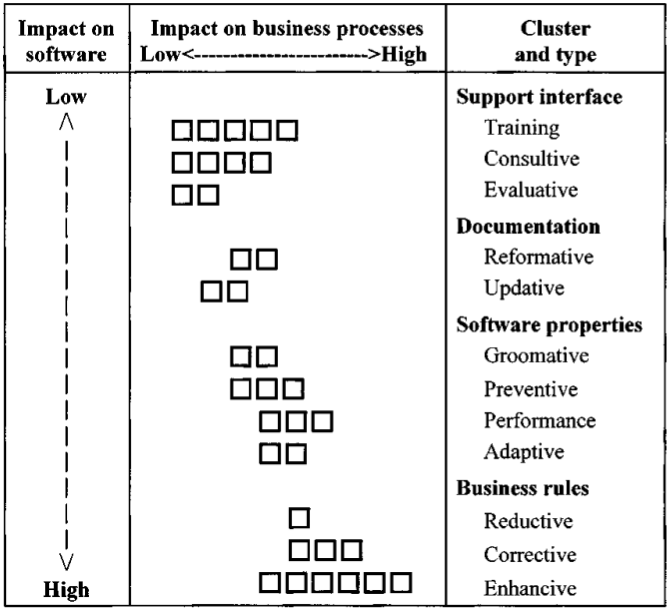 Impact on software
Impact on business processes
Low<------------------------->High
Cluster and type
Low
Support interface
Training
Consultive
Evaluative
Documentation
Reformative
Updative
Software properties
Groomative
Preventive
Performance
Adaptive
Business rules
Reductive
Corrective
High
Enhancive